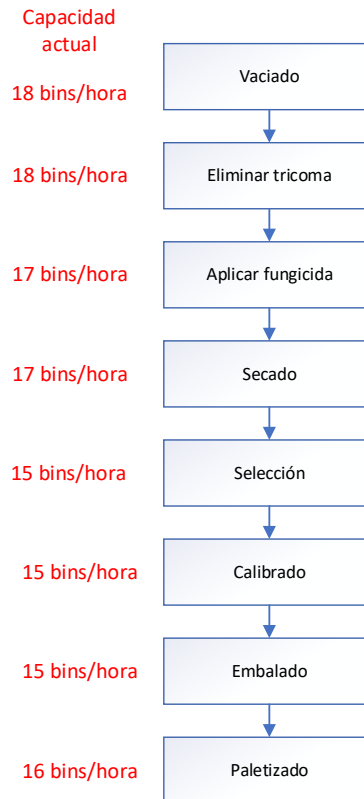 Capacidad
actual
18 bins/hora
Vaciado
18 bins/hora
Eliminar tricoma
17 bins/hora
Aplicar fungicida
17 bins/hora
Secado
15 bins/hora
Selección
15 bins/hora
Calibrado
15 bins/hora
Embalado
16 bins/hora
Paletizado